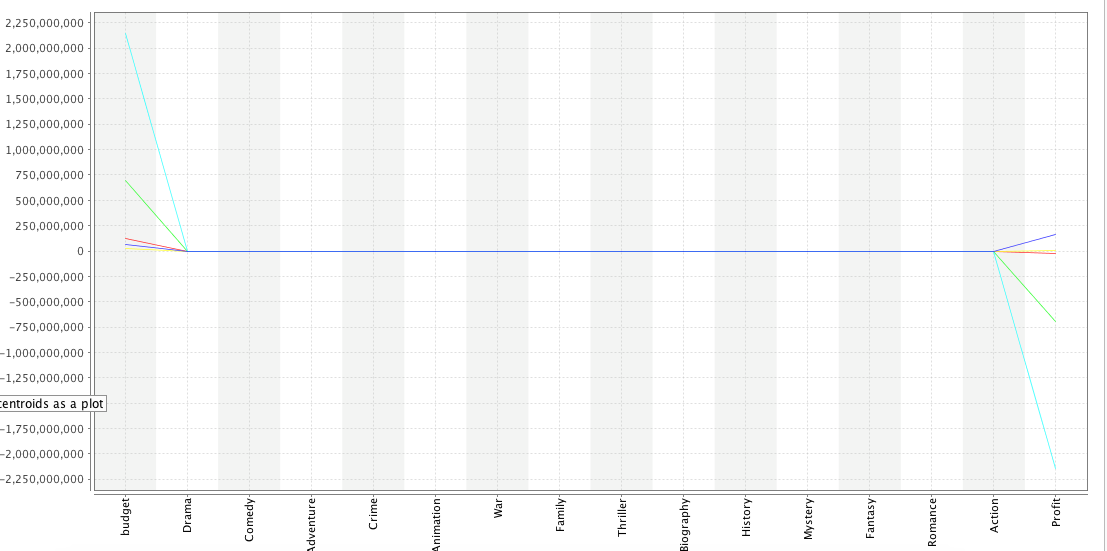 2,250,000,000
2,000,000,000
1,750,000,000
1,500,000,000
1,250,000,000
1,000,000,000
750,000,000
500,000,000
250,000,000
0
-250,000,000
-500,000,000
-750,000,000
-1,000,000,000
-1,250,000,000
centroids as a plot
-1,750,000,000
-2,000,000,000
-2,250,000,000
budget
Drama
Comedy
Adventure
Crime
Animation
War
Family
Thriller
Biography
History
Mystery
Fantasy
Romance
Action
Profit